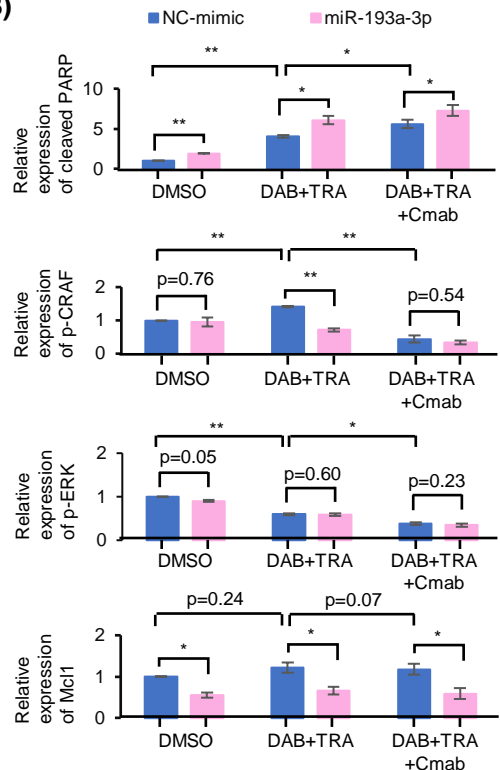 )
NC-mimic miR-193a-3p
** *
** * *
Relative
expression
of cleaved PARP
10
5
0
DMSO DAB+TRA DAB+TRA
+Cmab
** **
p=0.76 ** p=0.54
Relative
expression
of p-CRAF
2
1
0
DMSO DAB+TRA DAB+TRA
+Cmab
** *
p=0.05 p=0.60 p=0.23
Relative
expression
of p-ERK
2
1
0
DMSO DAB+TRA DAB+TRA
+Cmab
p=0.24 p=0.07
* * *
Relative
expression
of Mcl1
2
1
0
DMSO DAB+TRA DAB+TRA
+Cmab